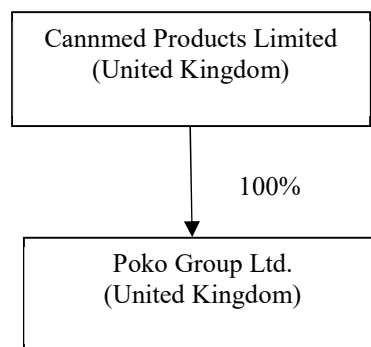 Cannmed Products Limited
(United Kingdom)
100%
Poko Group Ltd.
(United Kingdom)